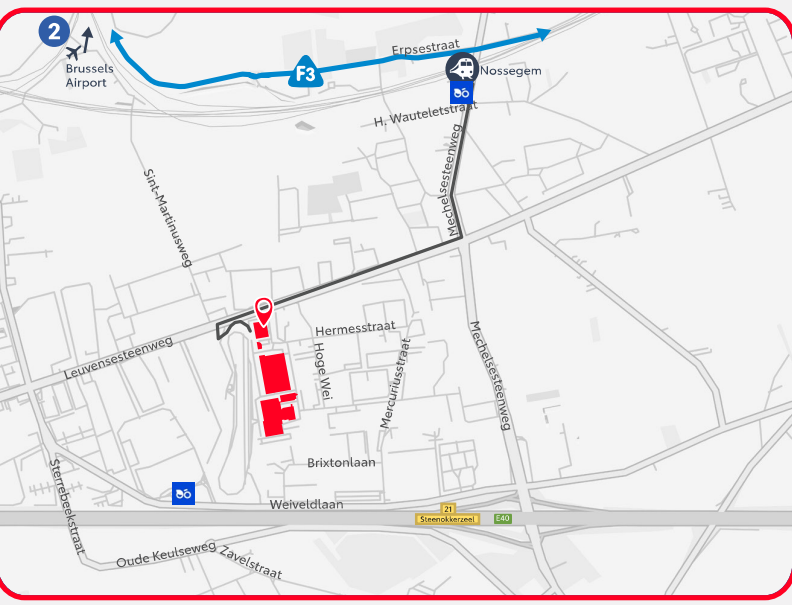 2
Brussels
Airport
F3
Erpsestraat
Nossegem
H. Wauteletstraat
Mechelsesteenweg
Sint-Martinusweg
Leuvensesteenweg
Hermesstraat
Hoge Wei
Mercuriusstraat
Mechelsesteenweg
Brixtonlaan
Weiveldlaan
21
Steenokkerzeel
E40
Sterrebeekstraat
Oude Keulseweg
Zavelstraat